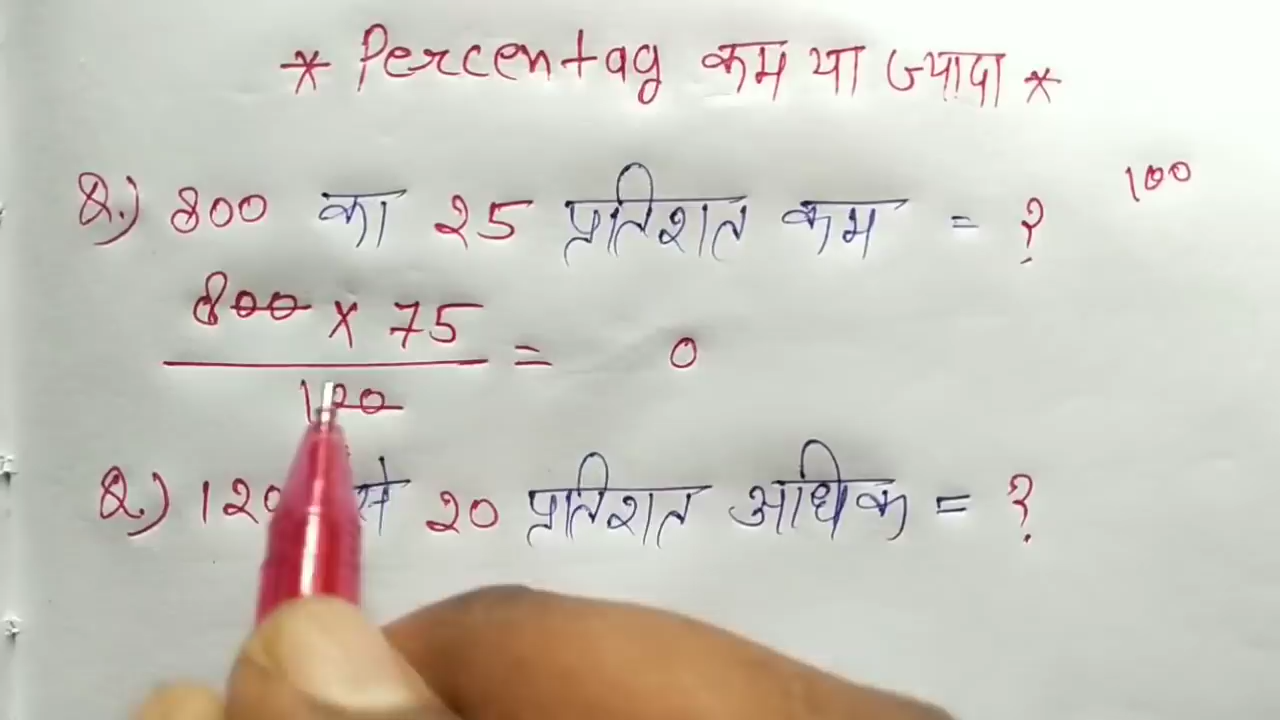 * Percentag कम या ज्यादा *
100
Q.) 800 का 25 प्रतिशत कम = ?
800 x 75
100
= 0
Q.) 120 से 20 प्रतिशत अधिक = ?